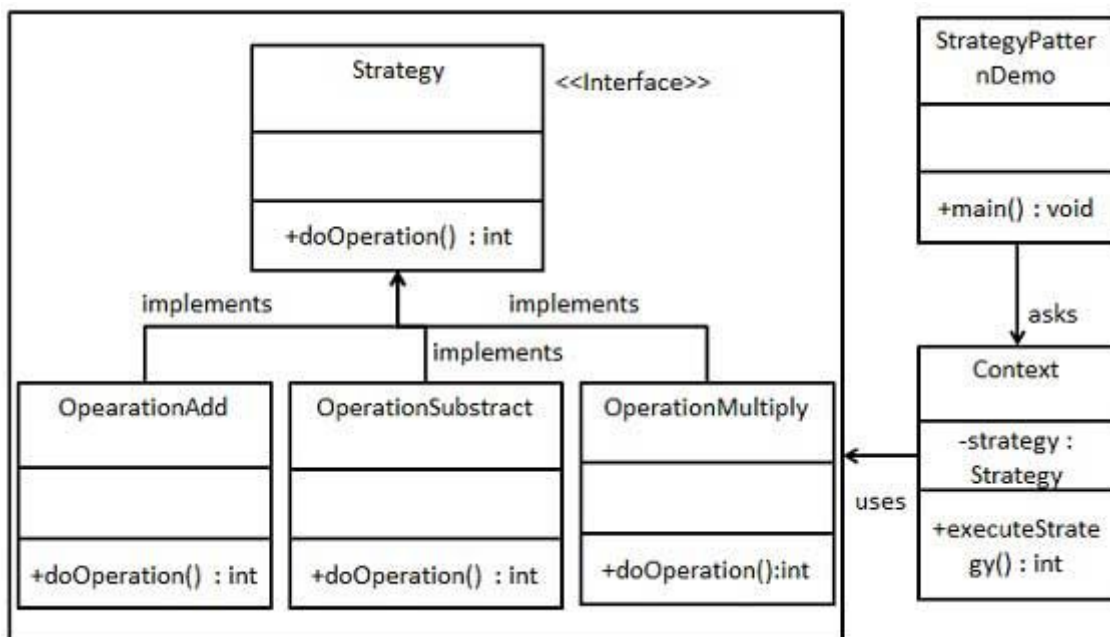 Strategy
<<Interface>>
+doOperation() : int
implements
implements
implements
OpearationAdd
+doOperation() : int
OperationSubstract
+doOperation() : int
OperationMultiply
+doOperation():int
StrategyPatter
nDemo
+main() : void
asks
Context
-strategy :
Strategy
+executeStrate
gy() : int
uses